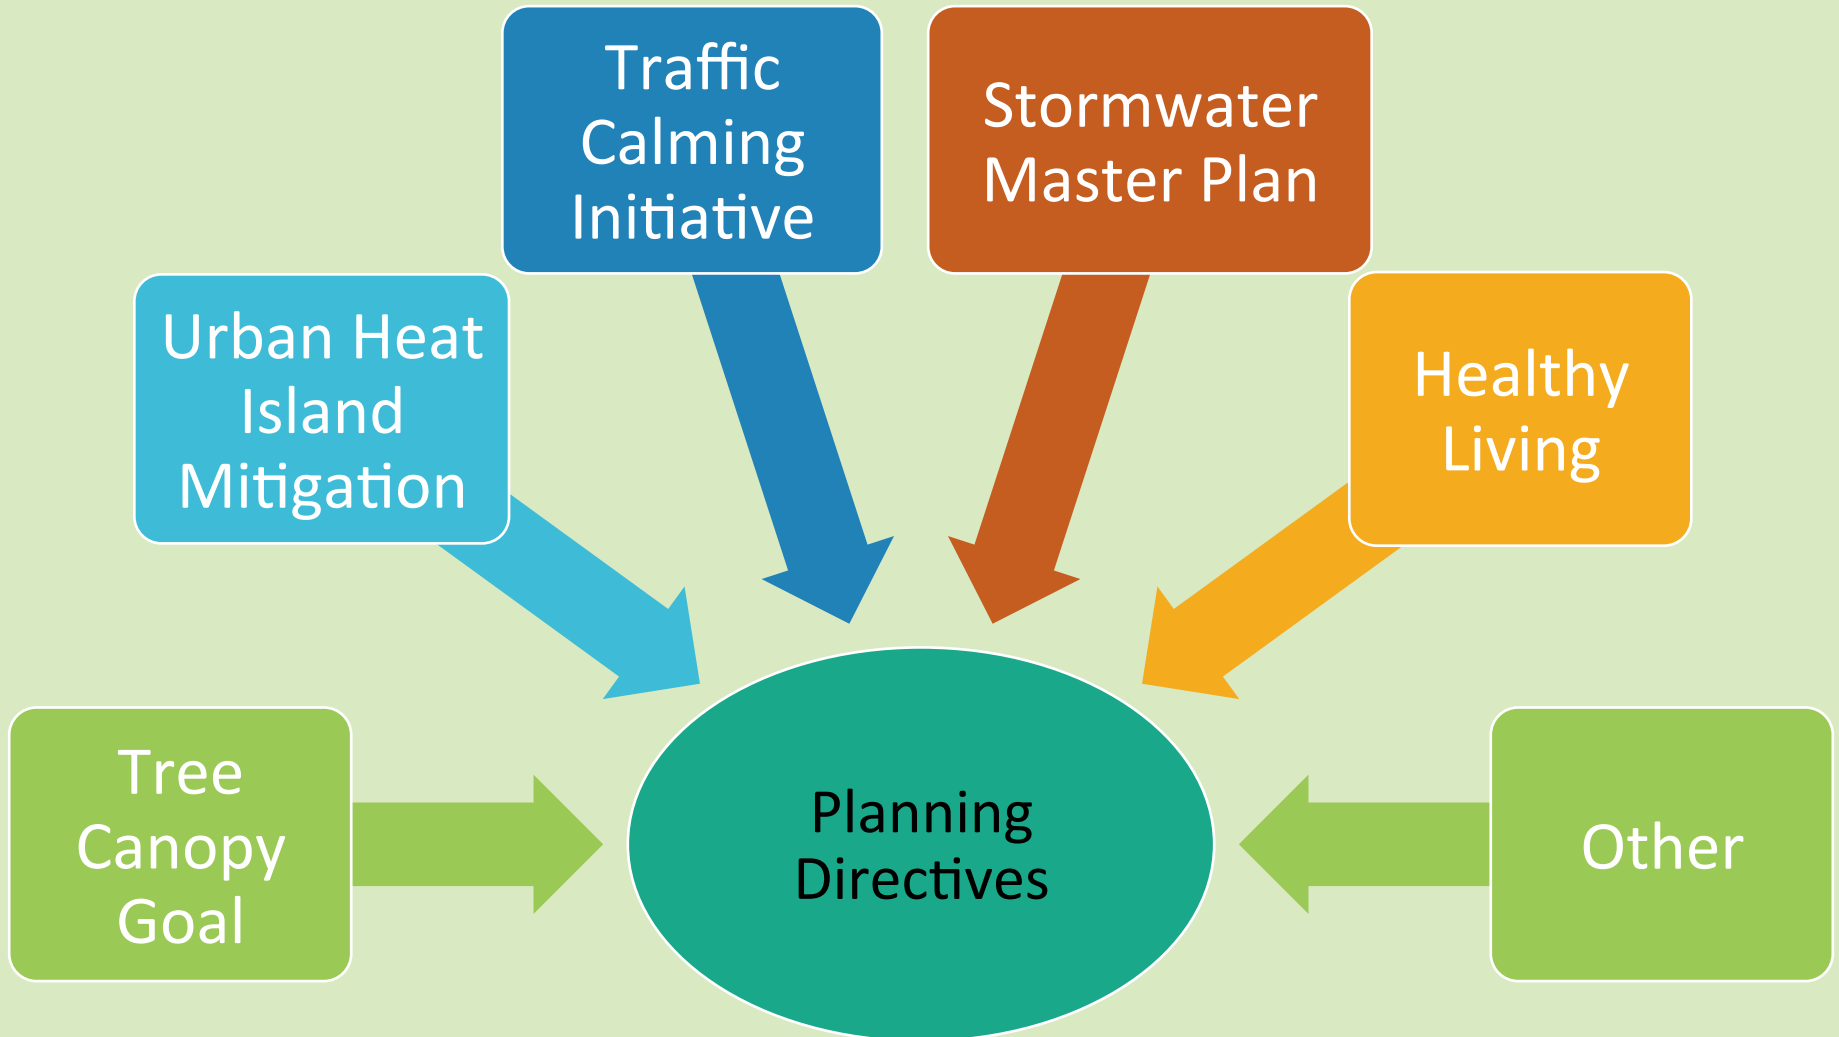 Traffic
Calming
Initiative
Stormwater
Master Plan
Urban Heat
Island
Mitigation
Healthy
Living
Tree
Canopy
Goal
Planning
Directives
Other